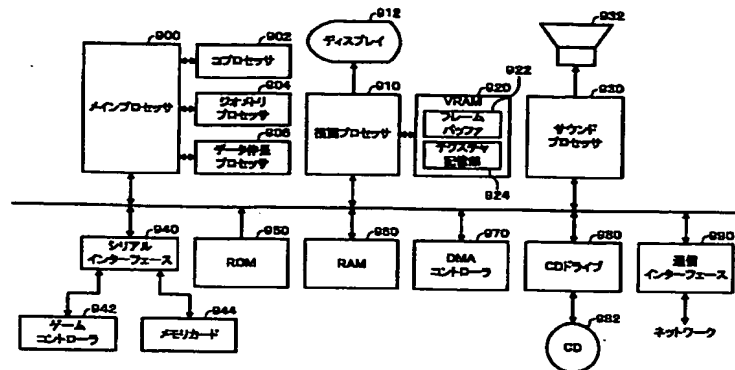 900
メインプロセッサ
902
コプロセッサ
904
ジオメトリ
プロセッサ
906
データ伸長
プロセッサ
912
ディスプレイ
910
描画プロセッサ
920
VRAM
922
フレーム
バッファ
テクスチャ
記憶部
924
932
930
サウンド
プロセッサ
940
シリアル
インターフェース
942
ゲーム
コントローラ
944
メモリカード
950
ROM
960
RAM
970
DMA
コントローラ
980
CDドライブ
982
CD
990
通信
インターフェース
ネットワーク